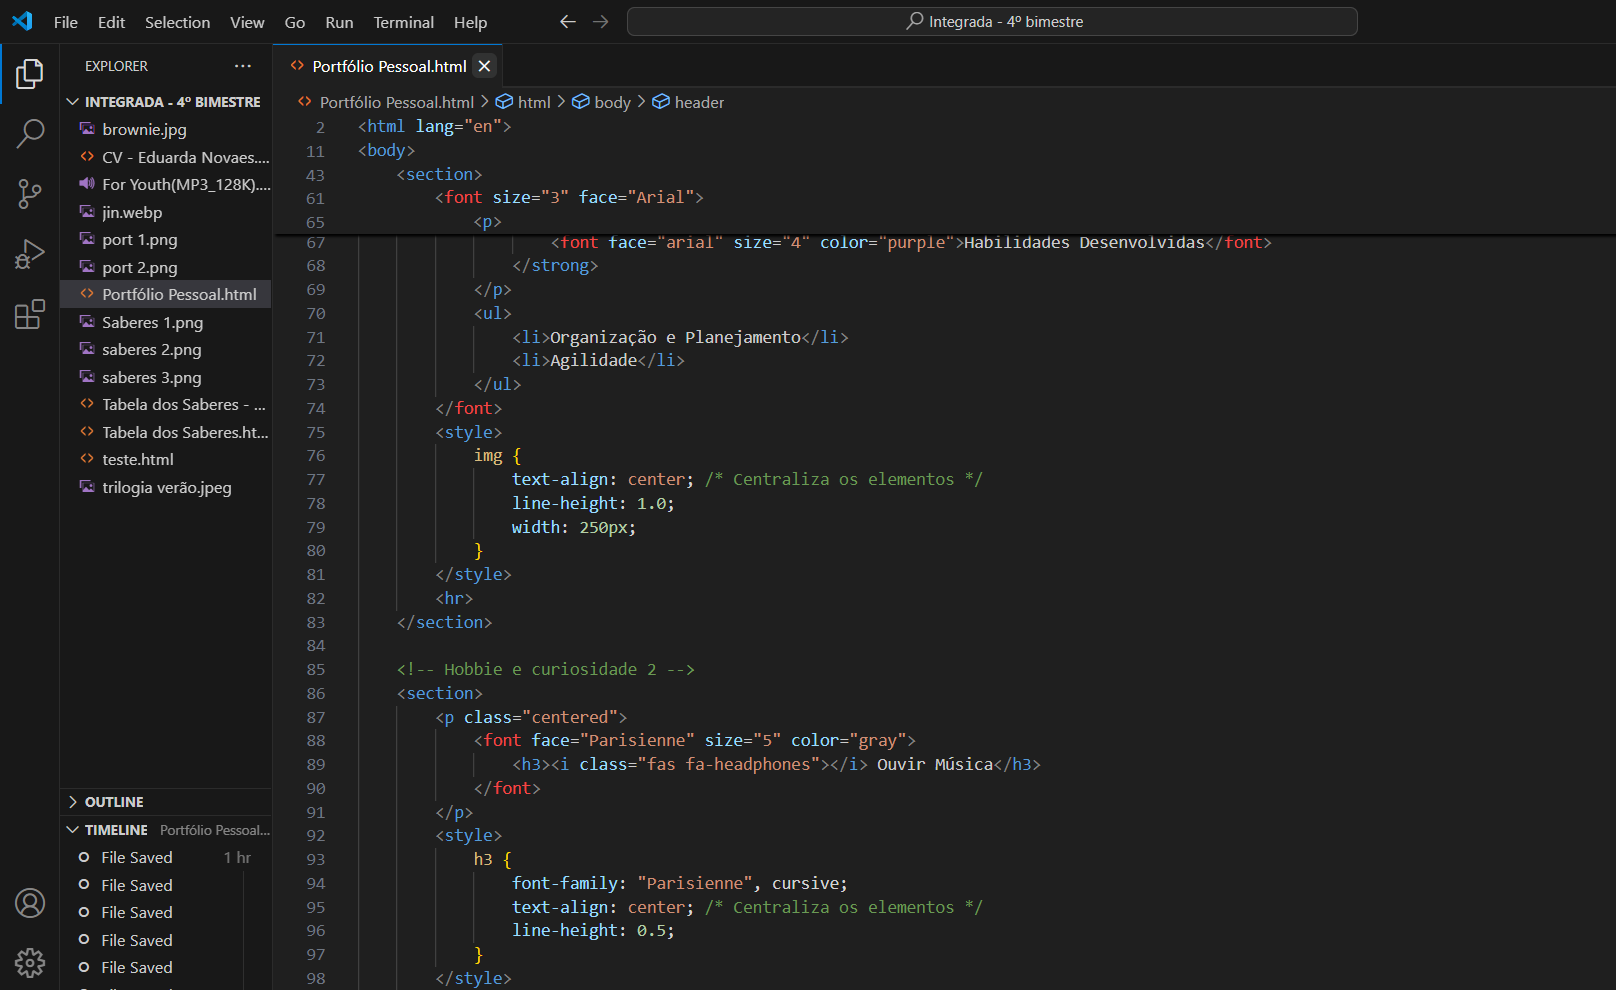 File Edit Selection View Go Run Terminal Help
Integrada - 4º bimestre
EXPLORER
INTEGRADA - 4º BIMESTRE
brownie.jpg
CV - Eduarda Novaes....
For Youth(MP3_128K)....
jin.webp
port 1.png
port 2.png
Portfólio Pessoal.html
Saberes 1.png
saberes 2.png
saberes 3.png
Tabela dos Saberes - ...
Tabela dos Saberes.ht...
teste.html
trilogia verão.jpeg
OUTLINE
TIMELINE Portfólio Pessoal...
File Saved 1 hr
File Saved
File Saved
File Saved
File Saved
Portfólio Pessoal.html
Portfólio Pessoal.html > html > body > header
2 <html lang="en">
11 <body>
43 <section>
61 <font size="3" face="Arial">
65 <p>
67 <font face="arial" size="4" color="purple">Habilidades Desenvolvidas</font>
68 </strong>
69 </p>
70 <ul>
71 <li>Organização e Planejamento</li>
72 <li>Agilidade</li>
73 </ul>
74 </font>
75 <style>
76 img {
77 text-align: center; /* Centraliza os elementos */
78 line-height: 1.0;
79 width: 250px;
80 }
81 </style>
82 <hr>
83 </section>
84
85 <!-- Hobbie e curiosidade 2 -->
86 <section>
87 <p class="centered">
88 <font face="Parisienne" size="5" color="gray">
89 <h3><i class="fas fa-headphones"></i> Ouvir Música</h3>
90 </font>
91 </p>
92 <style>
93 h3 {
94 font-family: "Parisienne", cursive;
95 text-align: center; /* Centraliza os elementos */
96 line-height: 0.5;
97 }
98 </style>